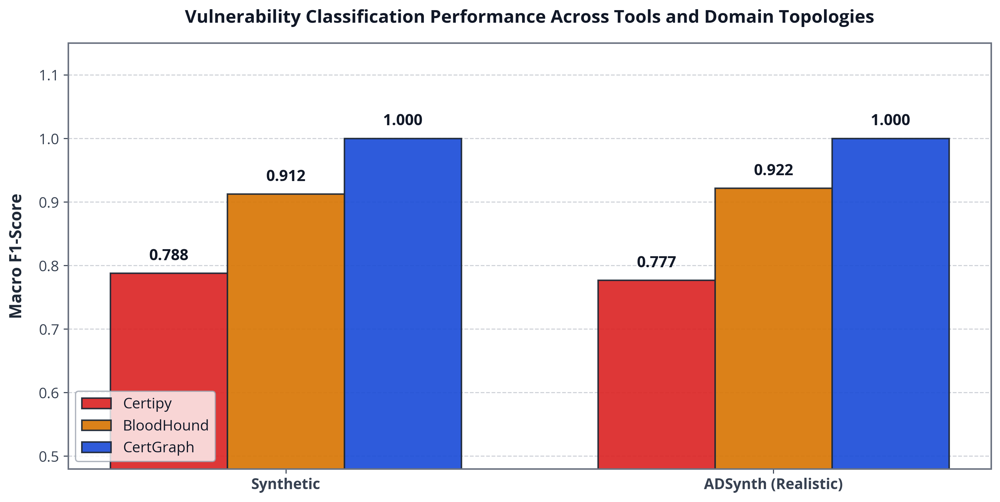 Vulnerability Classification Performance Across Tools and Domain Topologies
Macro F1-Score
1.1
1.0
0.9
0.8
0.7
0.6
0.5
0.788
0.912
1.000
0.777
0.922
1.000
Certipy
BloodHound
CertGraph
Synthetic
ADSynth (Realistic)